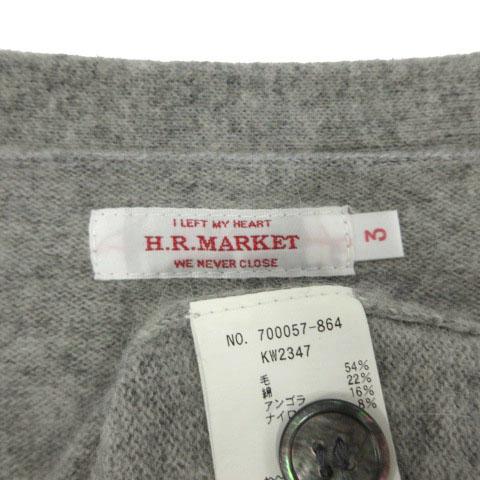 I LEFT MY HEART
H.R.MARKET
WE NEVER CLOSE
3
NO. 700057-864
KW2347
毛 54%
綿 22%
アンゴラ 16%
ナイロ 8%